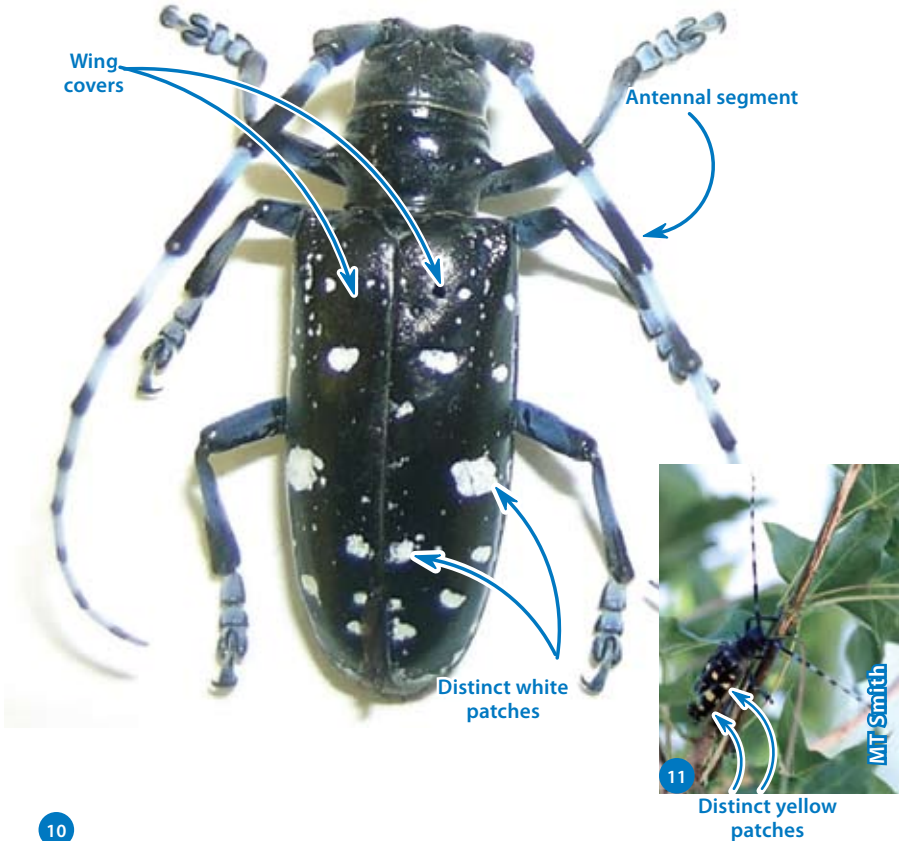 Wing
covers
Antennal segment
Distinct white
patches
MT Smith
11
Distinct yellow
patches
10